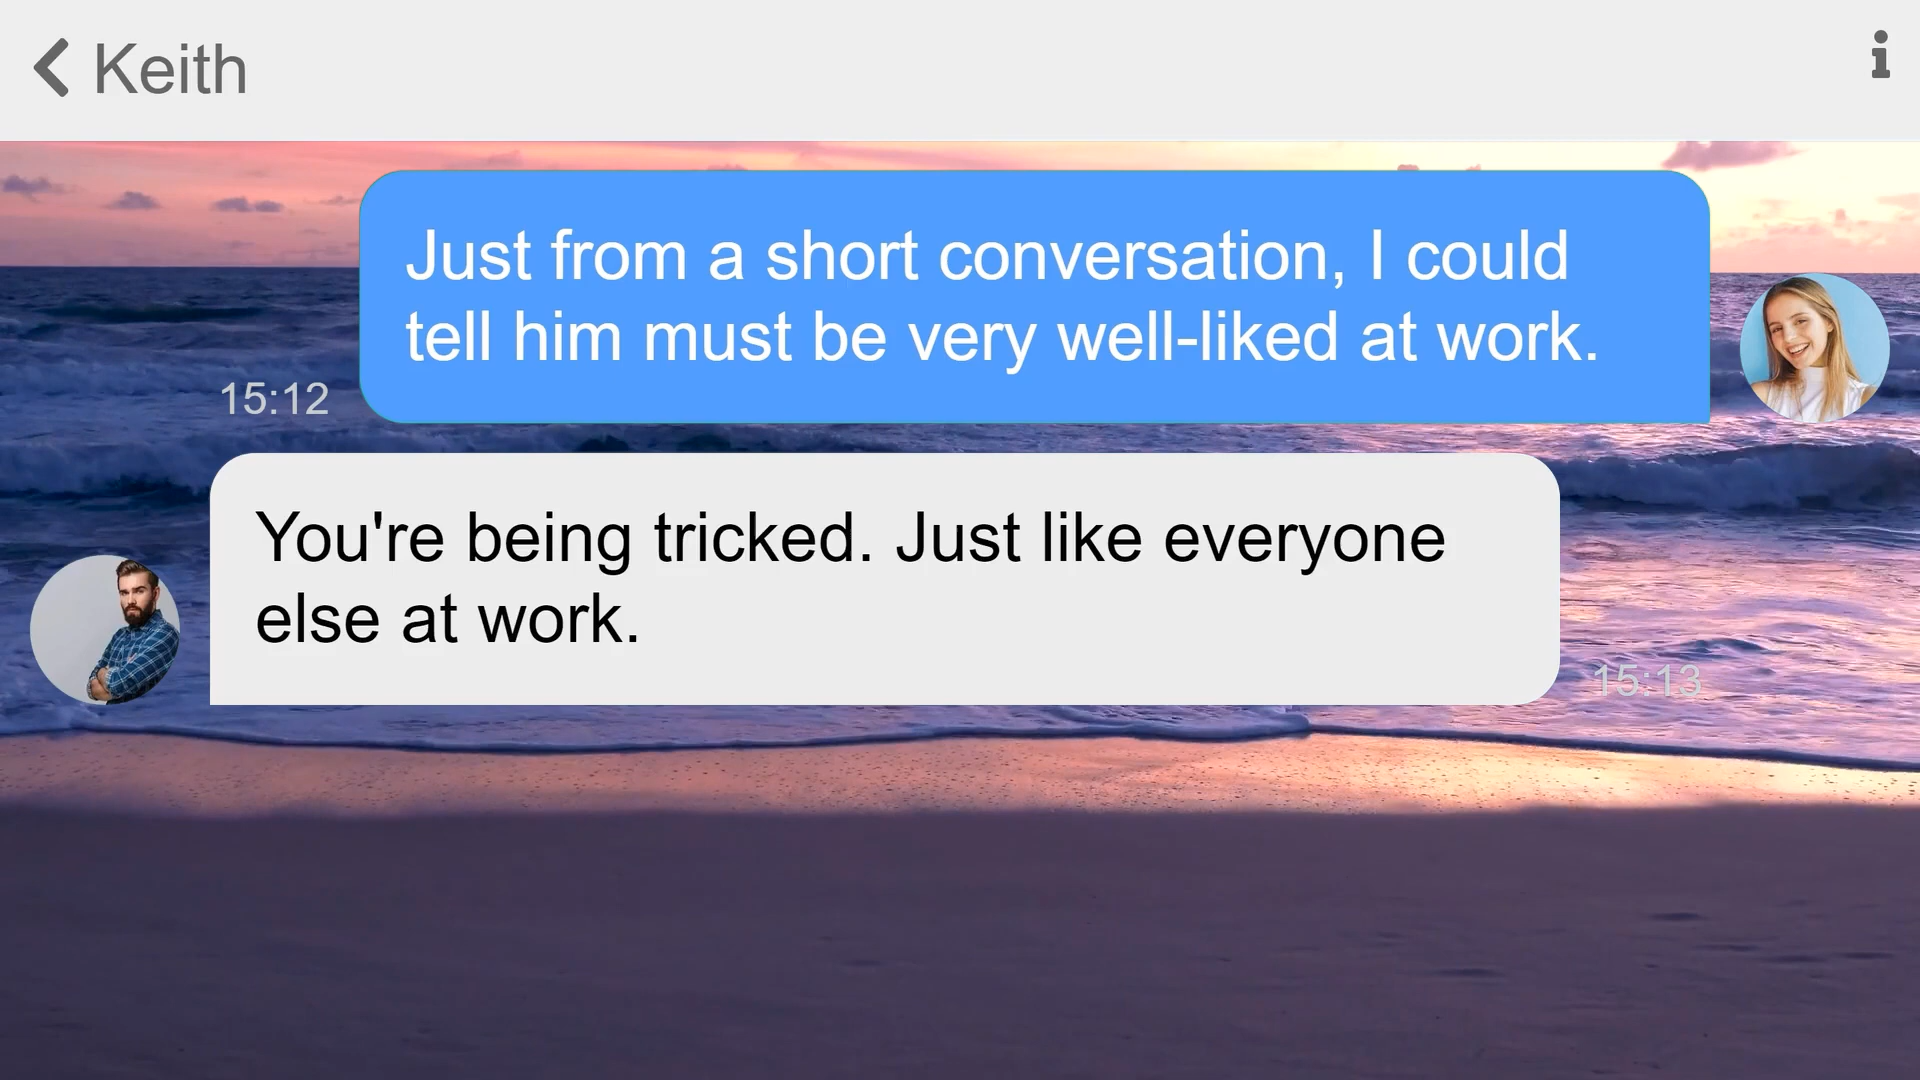 Keith
Just from a short conversation, I could
tell him must be very well-liked at work.
15:12
You're being tricked. Just like everyone
else at work.
15:13